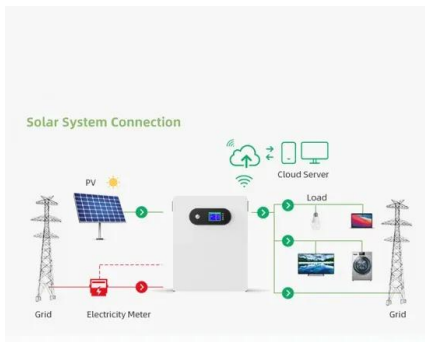 Solar System Connection
Cloud Server
PV
Load
Grid
Electricity Meter
Grid